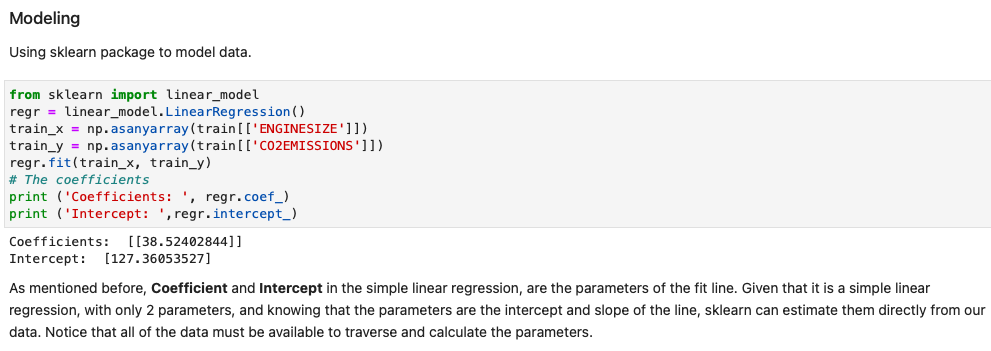 Modeling
Using sklearn package to model data.
from sklearn import linear_model
regr = linear_model.LinearRegression()
train_x = np.asanyarray(train[['ENGINESIZE']])
train_y = np.asanyarray(train[['CO2EMISSIONS']])
regr.fit(train_x, train_y)
# The coefficients
print ('Coefficients: ', regr.coef_)
print ('Intercept: ',regr.intercept_)
Coefficients:  [[38.52402844]]
Intercept:  [127.36053527]
As mentioned before, Coefficient and Intercept in the simple linear regression, are the parameters of the fit line. Given that it is a simple linear
regression, with only 2 parameters, and knowing that the parameters are the intercept and slope of the line, sklearn can estimate them directly from our
data. Notice that all of the data must be available to traverse and calculate the parameters.